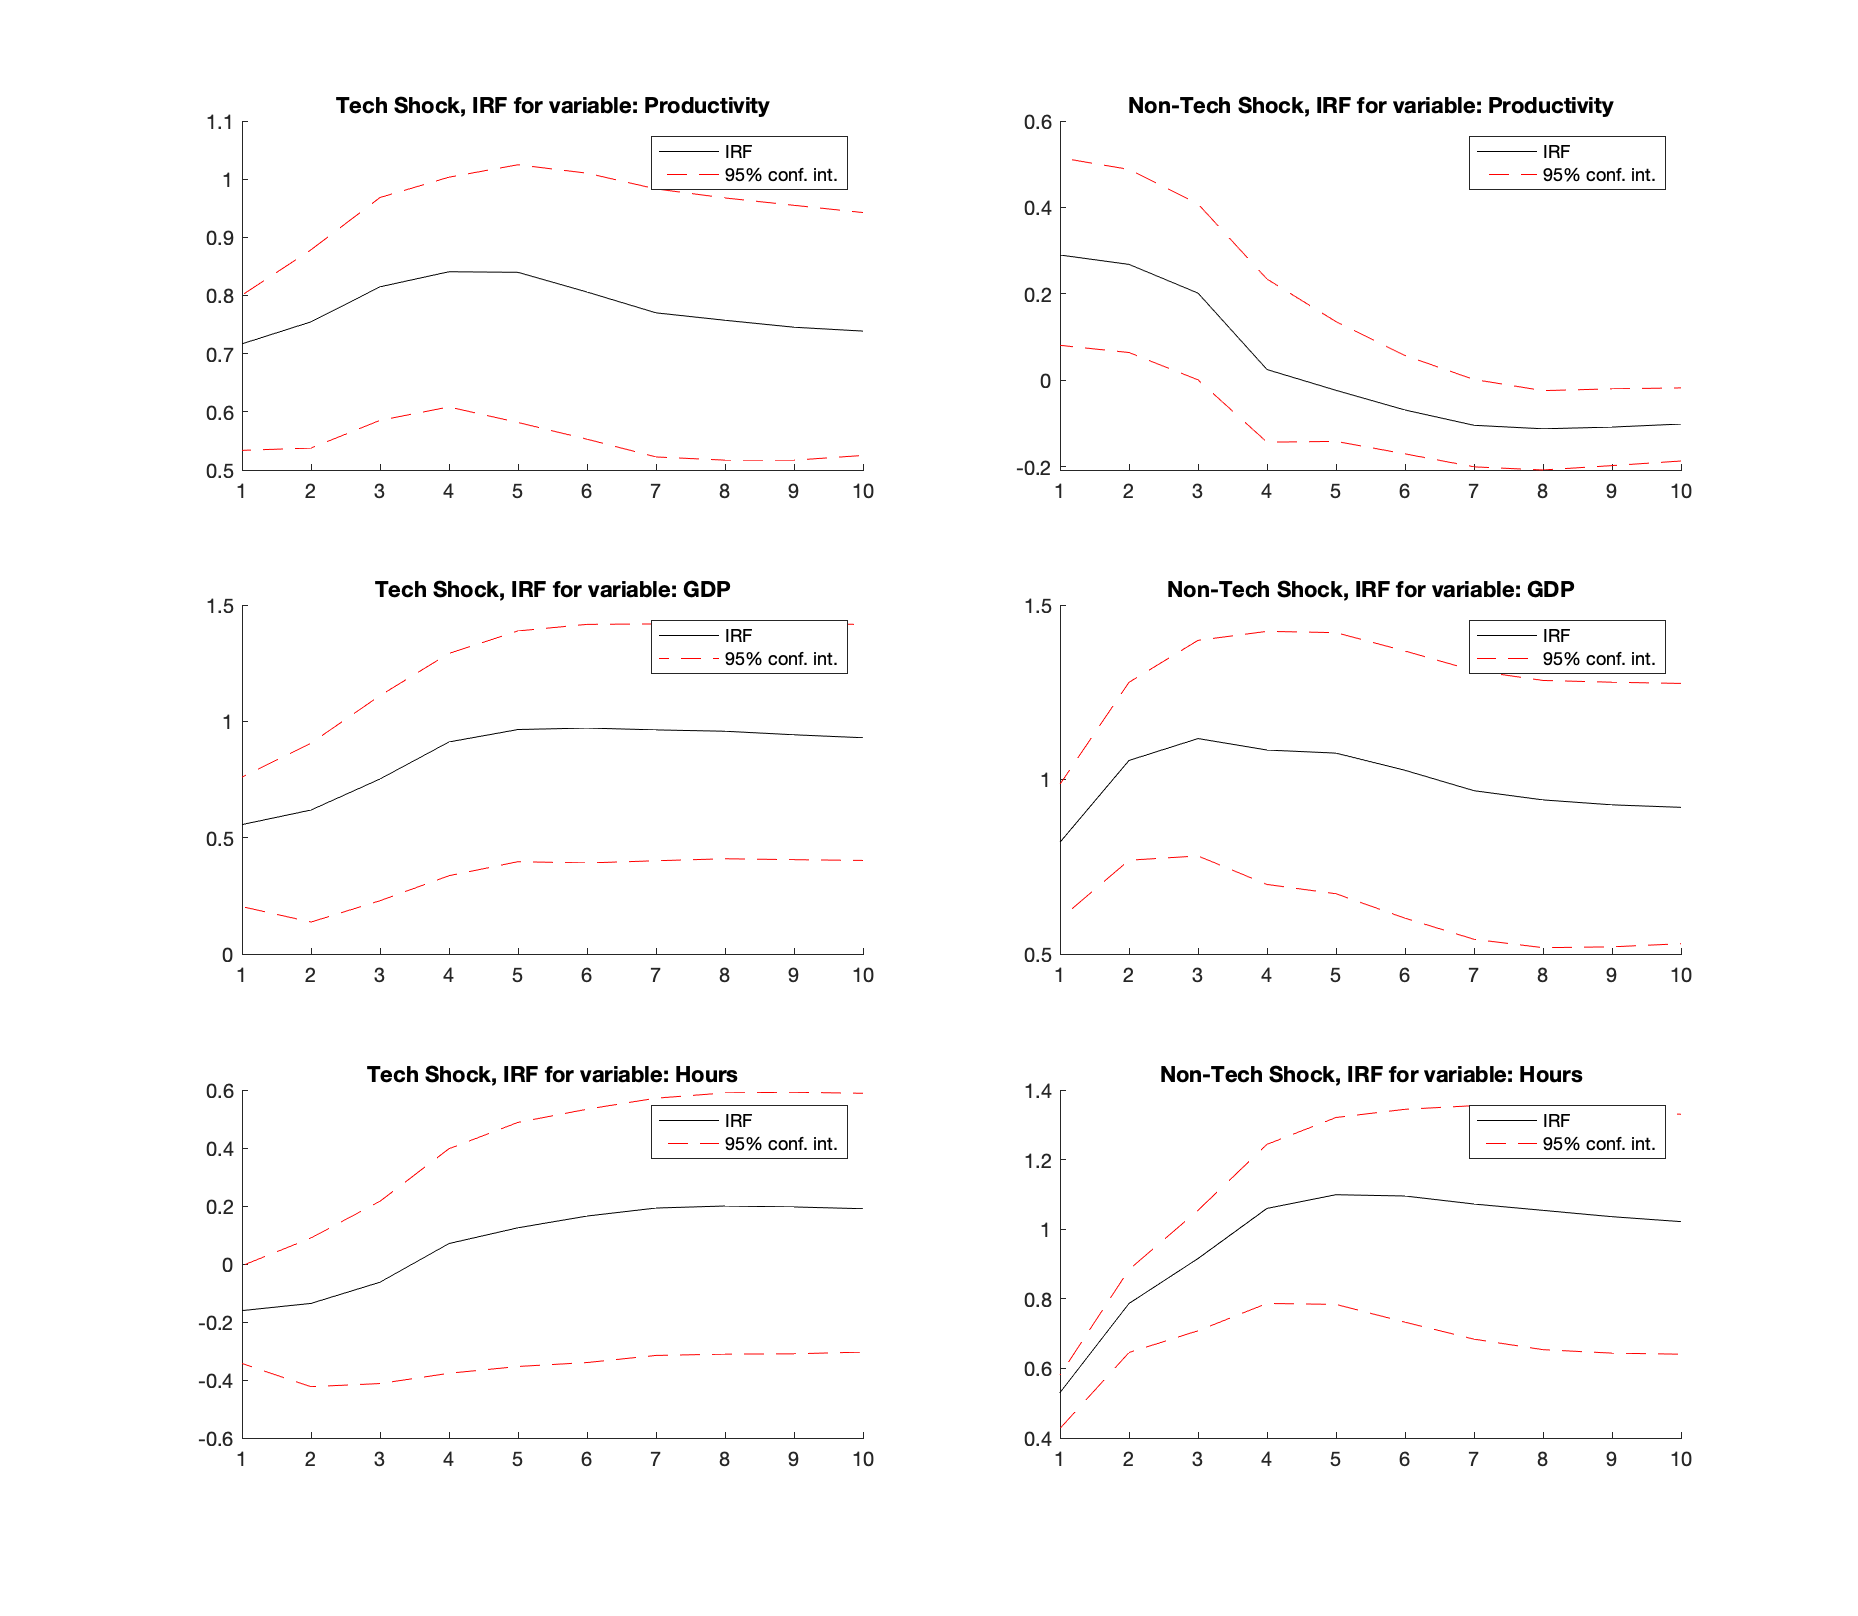 Tech Shock, IRF for variable: Productivity
1.1
1
0.9
0.8
0.7
0.6
0.5
1 2 3 4 5 6 7 8 9 10
IRF
95% conf. int.
Non-Tech Shock, IRF for variable: Productivity
0.6
0.4
0.2
0
-0.2
1 2 3 4 5 6 7 8 9 10
IRF
95% conf. int.
Tech Shock, IRF for variable: GDP
1.5
1
0.5
0
1 2 3 4 5 6 7 8 9 10
IRF
95% conf. int.
Non-Tech Shock, IRF for variable: GDP
1.5
1
0.5
1 2 3 4 5 6 7 8 9 10
IRF
95% conf. int.
Tech Shock, IRF for variable: Hours
0.6
0.4
0.2
0
-0.2
-0.4
-0.6
1 2 3 4 5 6 7 8 9 10
IRF
95% conf. int.
Non-Tech Shock, IRF for variable: Hours
1.4
1.2
1
0.8
0.6
0.4
1 2 3 4 5 6 7 8 9 10
IRF
95% conf. int.